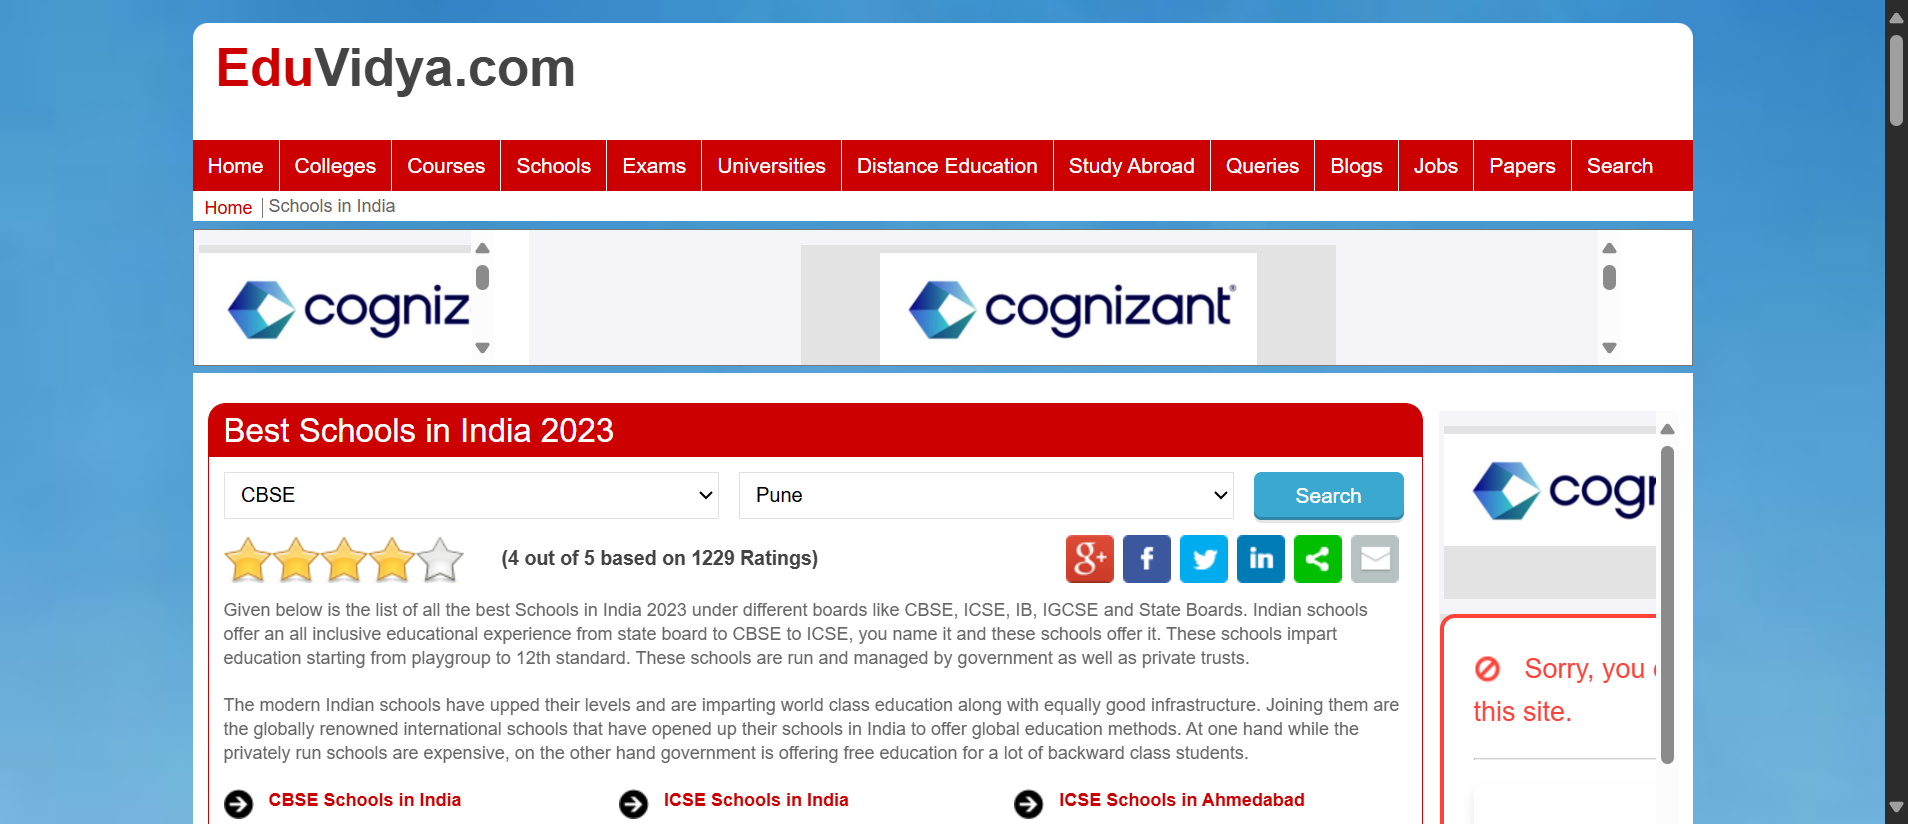 EduVidya.com
Home Colleges Courses Schools Exams Universities Distance Education Study Abroad Queries Blogs Jobs Papers Search
Home Schools in India
cogniz cognizant®
Best Schools in India 2023
CBSE Pune Search
cogn
(4 out of 5 based on 1229 Ratings)
Given below is the list of all the best Schools in India 2023 under different boards like CBSE, ICSE, IB, IGCSE and State Boards. Indian schools
offer an all inclusive educational experience from state board to CBSE to ICSE, you name it and these schools offer it. These schools impart
education starting from playgroup to 12th standard. These schools are run and managed by government as well as private trusts.
The modern Indian schools have upped their levels and are imparting world class education along with equally good infrastructure. Joining them are
the globally renowned international schools that have opened up their schools in India to offer global education methods. At one hand while the
privately run schools are expensive, on the other hand government is offering free education for a lot of backward class students.
Sorry, you
this site.
CBSE Schools in India ICSE Schools in India ICSE Schools in Ahmedabad